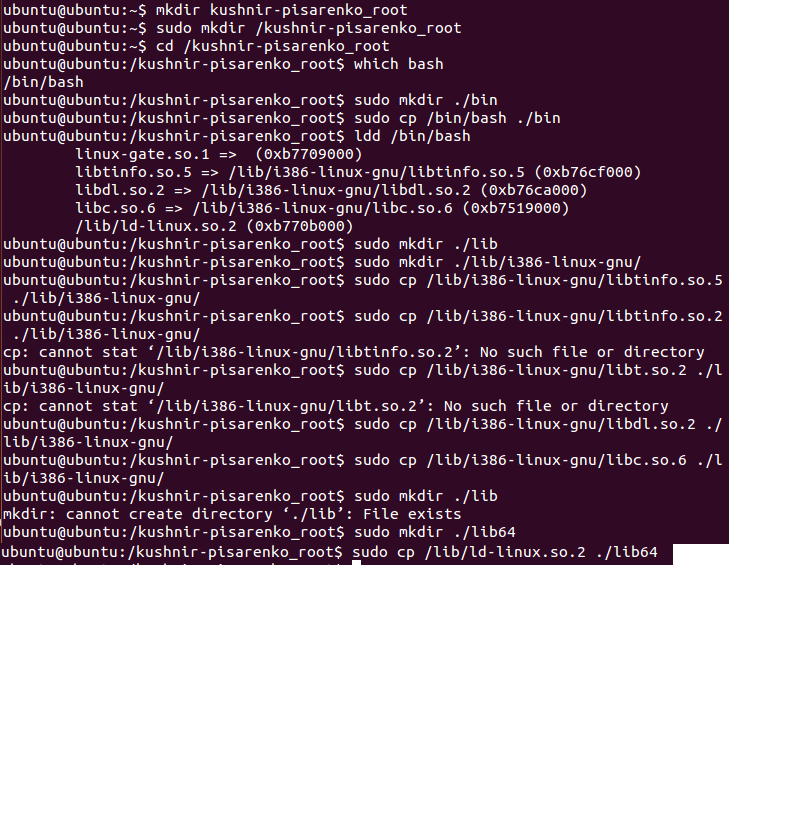 ubuntu@ubuntu:~$ mkdir kushnir-pisarenko_root
ubuntu@ubuntu:~$ sudo mkdir /kushnir-pisarenko_root
ubuntu@ubuntu:~$ cd /kushnir-pisarenko_root
ubuntu@ubuntu:/kushnir-pisarenko_root$ which bash
/bin/bash
ubuntu@ubuntu:/kushnir-pisarenko_root$ sudo mkdir ./bin
ubuntu@ubuntu:/kushnir-pisarenko_root$ sudo cp /bin/bash ./bin
ubuntu@ubuntu:/kushnir-pisarenko_root$ ldd /bin/bash
        linux-gate.so.1 =>  (0xb7709000)
        libtinfo.so.5 => /lib/i386-linux-gnu/libtinfo.so.5 (0xb76cf000)
        libdl.so.2 => /lib/i386-linux-gnu/libdl.so.2 (0xb76ca000)
        libc.so.6 => /lib/i386-linux-gnu/libc.so.6 (0xb7519000)
        /lib/ld-linux.so.2 (0xb770b000)
ubuntu@ubuntu:/kushnir-pisarenko_root$ sudo mkdir ./lib
ubuntu@ubuntu:/kushnir-pisarenko_root$ sudo mkdir ./lib/i386-linux-gnu/
ubuntu@ubuntu:/kushnir-pisarenko_root$ sudo cp /lib/i386-linux-gnu/libtinfo.so.5
 ./lib/i386-linux-gnu/
ubuntu@ubuntu:/kushnir-pisarenko_root$ sudo cp /lib/i386-linux-gnu/libtinfo.so.2
 ./lib/i386-linux-gnu/
cp: cannot stat ‘/lib/i386-linux-gnu/libtinfo.so.2’: No such file or directory
ubuntu@ubuntu:/kushnir-pisarenko_root$ sudo cp /lib/i386-linux-gnu/libt.so.2 ./l
ib/i386-linux-gnu/
cp: cannot stat ‘/lib/i386-linux-gnu/libt.so.2’: No such file or directory
ubuntu@ubuntu:/kushnir-pisarenko_root$ sudo cp /lib/i386-linux-gnu/libdl.so.2 ./
lib/i386-linux-gnu/
ubuntu@ubuntu:/kushnir-pisarenko_root$ sudo cp /lib/i386-linux-gnu/libc.so.6 ./l
ib/i386-linux-gnu/
ubuntu@ubuntu:/kushnir-pisarenko_root$ sudo mkdir ./lib
mkdir: cannot create directory ‘./lib’: File exists
ubuntu@ubuntu:/kushnir-pisarenko_root$ sudo mkdir ./lib64
ubuntu@ubuntu:/kushnir-pisarenko_root$ sudo cp /lib/ld-linux.so.2 ./lib64